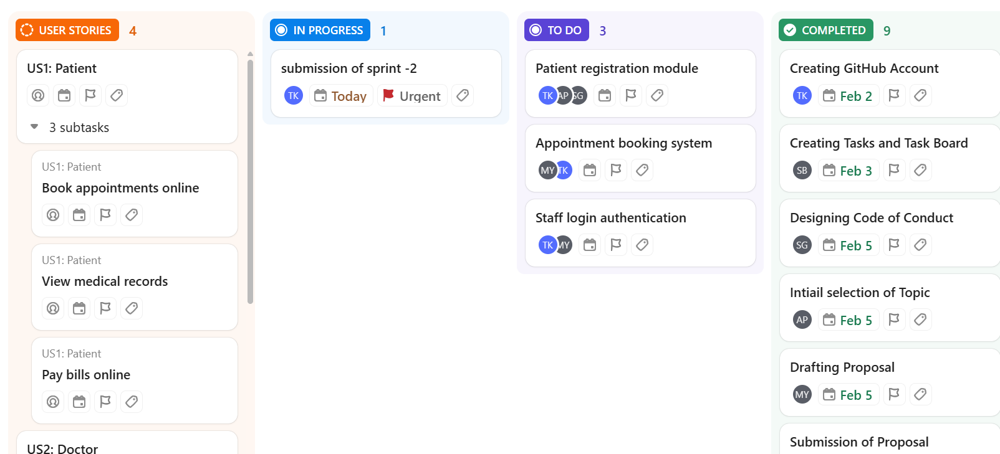 USER STORIES 4
US1: Patient
3 subtasks
US1: Patient
Book appointments online
US1: Patient
View medical records
US1: Patient
Pay bills online
US2: Doctor
IN PROGRESS 1
submission of sprint -2
TK Today Urgent
TO DO 3
Patient registration module
TK AP SG
Appointment booking system
MY TK
Staff login authentication
TK MY
COMPLETED 9
Creating GitHub Account
TK Feb 2
Creating Tasks and Task Board
SB Feb 3
Designing Code of Conduct
SG Feb 5
Intiail selection of Topic
AP Feb 5
Drafting Proposal
MY Feb 5
Submission of Proposal